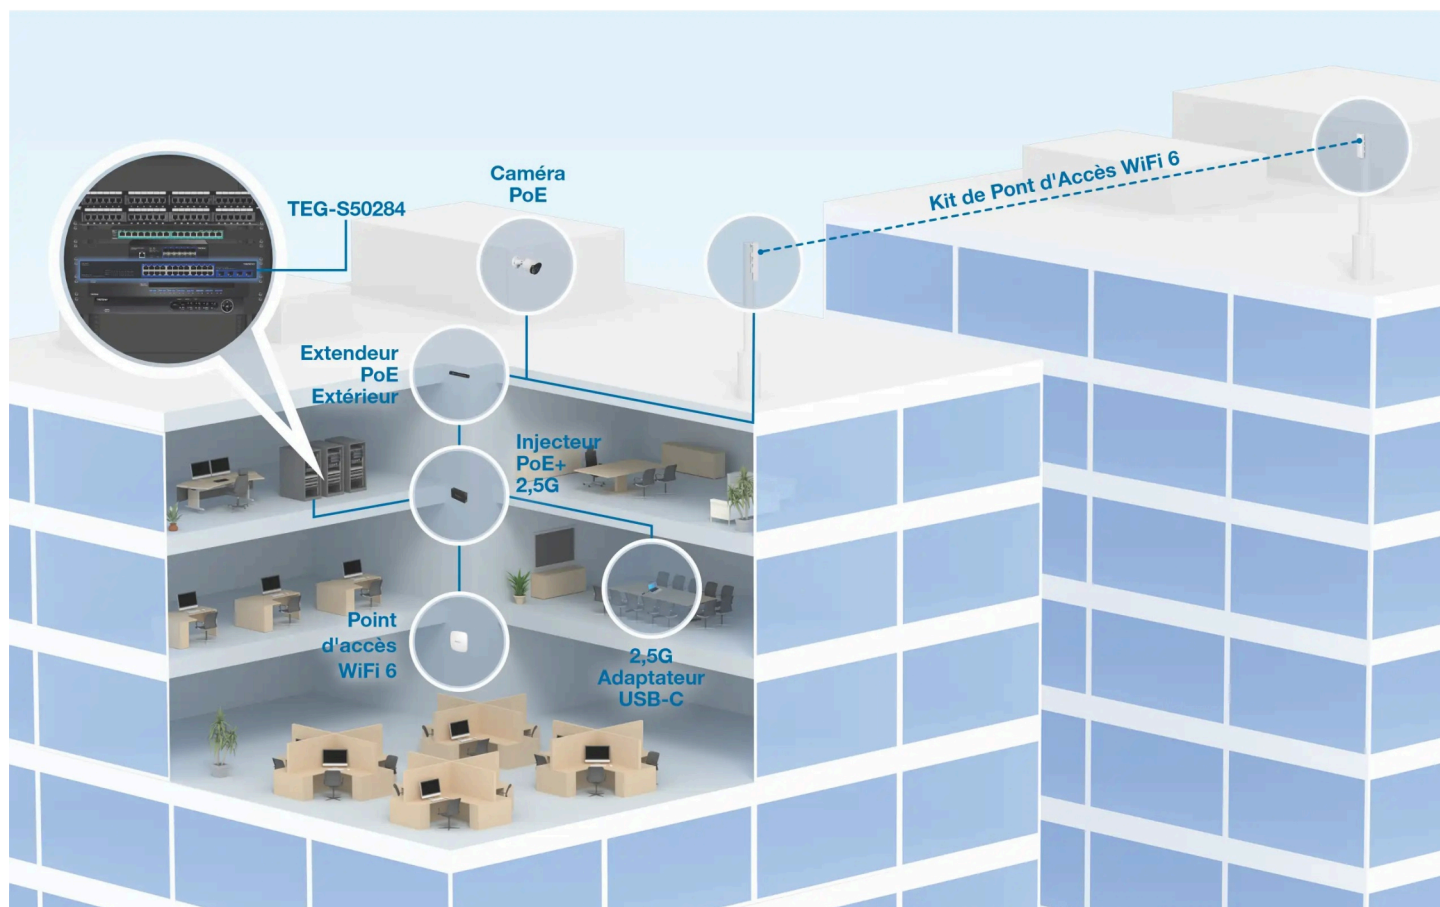 TEG-S50284
Caméra
PoE
Kit de Pont d'Accès WiFi 6
Extendeur
PoE
Extérieur
Injecteur
PoE+
2,5G
Point
d'accès
WiFi 6
2,5G
Adaptateur
USB-C